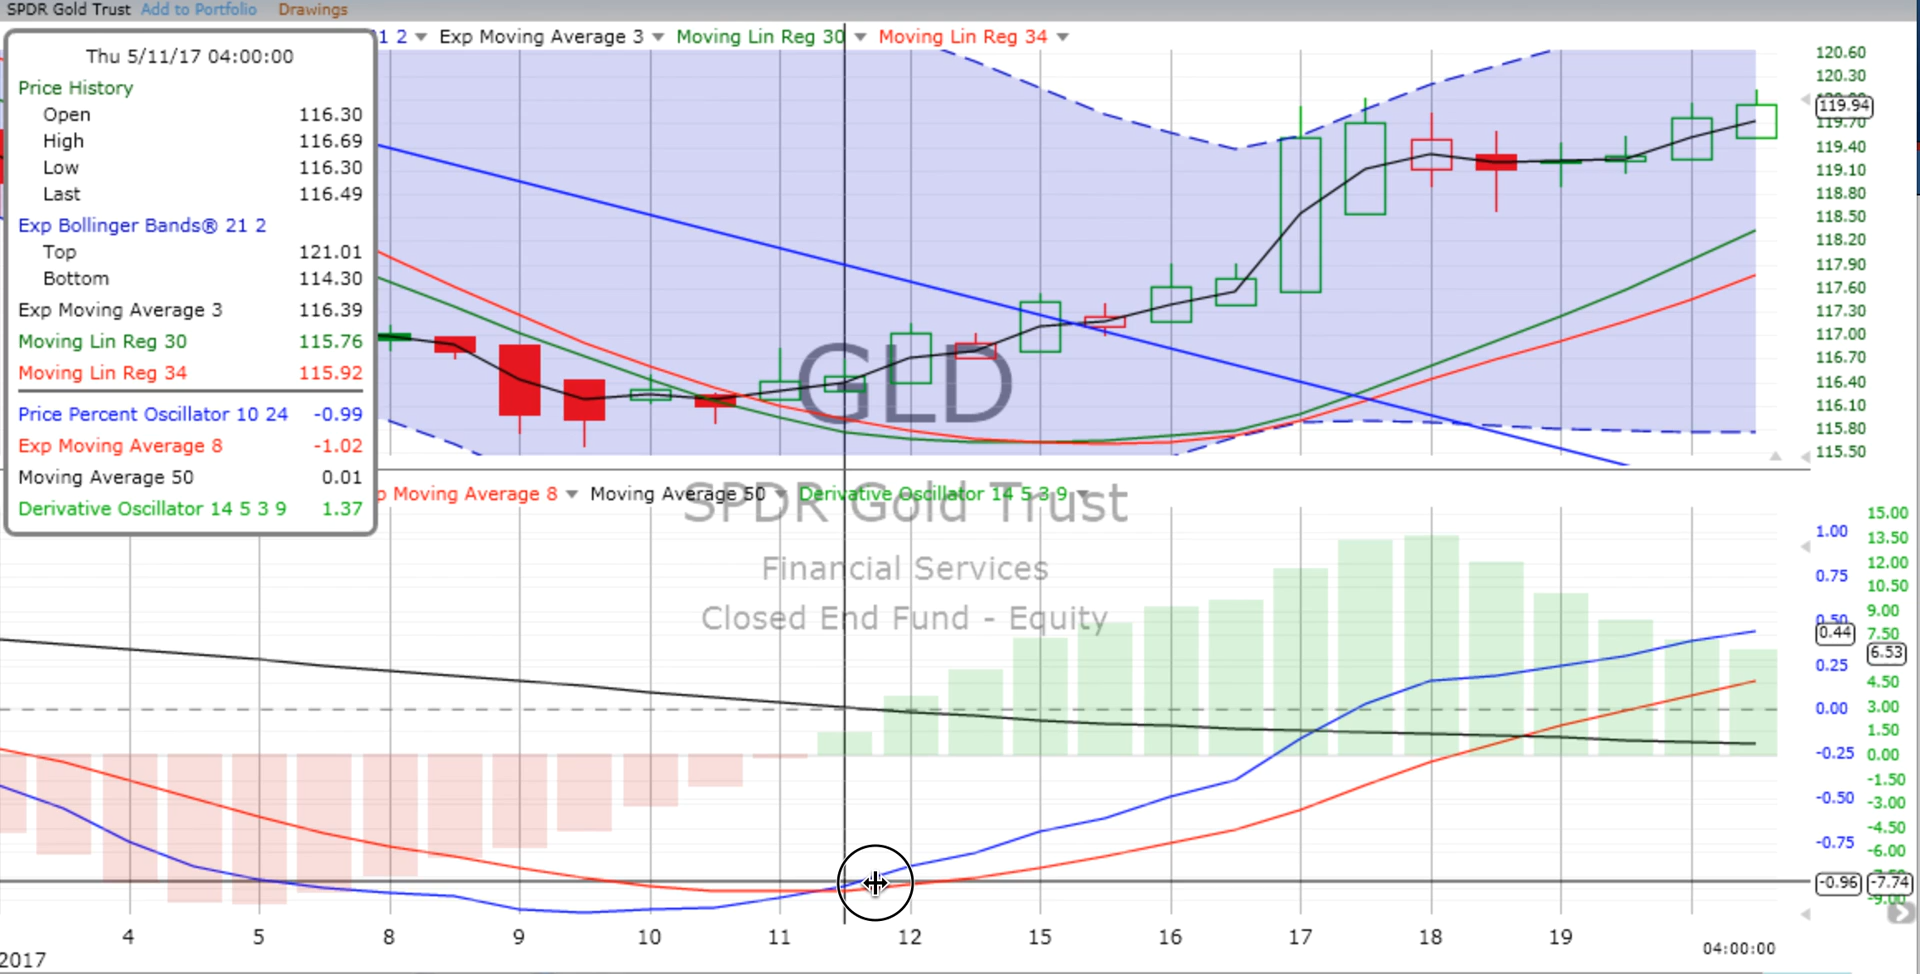 SPDR Gold Trust Add to Portfolio Drawings
1 2 Exp Moving Average 3 Moving Lin Reg 30 Moving Lin Reg 34
Thu 5/11/17 04:00:00
Price History
Open 116.30
High 116.69
Low 116.30
Last 116.49
Exp Bollinger Bands® 21 2
Top 121.01
Bottom 114.30
Exp Moving Average 3 116.39
Moving Lin Reg 30 115.76
Moving Lin Reg 34 115.92
Price Percent Oscillator 10 24 -0.99
Exp Moving Average 8 -1.02
Moving Average 50 0.01
Derivative Oscillator 14 5 3 9 1.37
120.60
120.30
119.94
119.70
119.40
119.10
118.80
118.50
118.20
117.90
117.60
117.30
117.00
116.70
116.40
116.10
115.80
115.50
GLD
p Moving Average 8 Moving Average 50 Derivative Oscillator 14 5 3 9
SPDR Gold Trust
Financial Services
Closed End Fund - Equity
1.00
0.75
0.50
0.44
0.25
0.00
-0.25
-0.50
-0.75
-0.96
15.00
13.50
12.00
10.50
9.00
7.50
6.53
4.50
3.00
1.50
0.00
-1.50
-3.00
-4.50
-6.00
-7.74
-9.00
4 5 8 9 10 11 12 15 16 17 18 19 04:00:00
2017